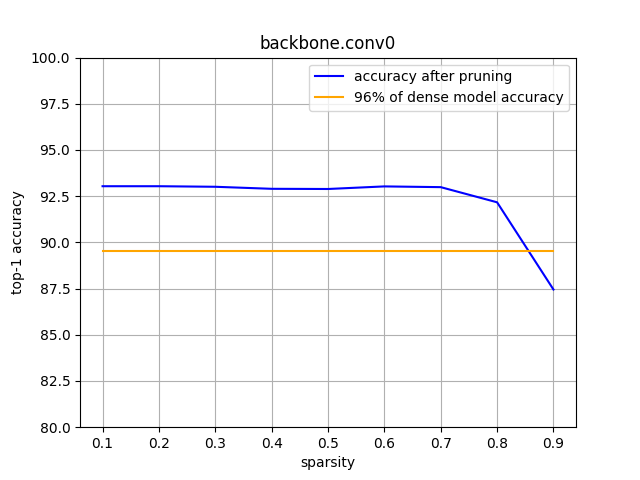 backbone.conv0
100.0
97.5
95.0
92.5
90.0
87.5
85.0
82.5
80.0
top-1 accuracy
accuracy after pruning
96% of dense model accuracy
0.1 0.2 0.3 0.4 0.5 0.6 0.7 0.8 0.9
sparsity